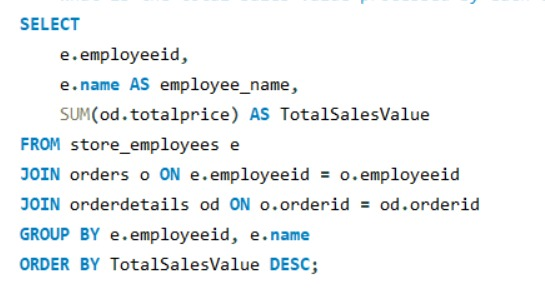 SELECT
e.employeeid,
e.name AS employee_name,
SUM(od.totalprice) AS TotalSalesValue
FROM store_employees e
JOIN orders o ON e.employeeid = o.employeeid
JOIN orderdetails od ON o.orderid = od.orderid
GROUP BY e.employeeid, e.name
ORDER BY TotalSalesValue DESC;